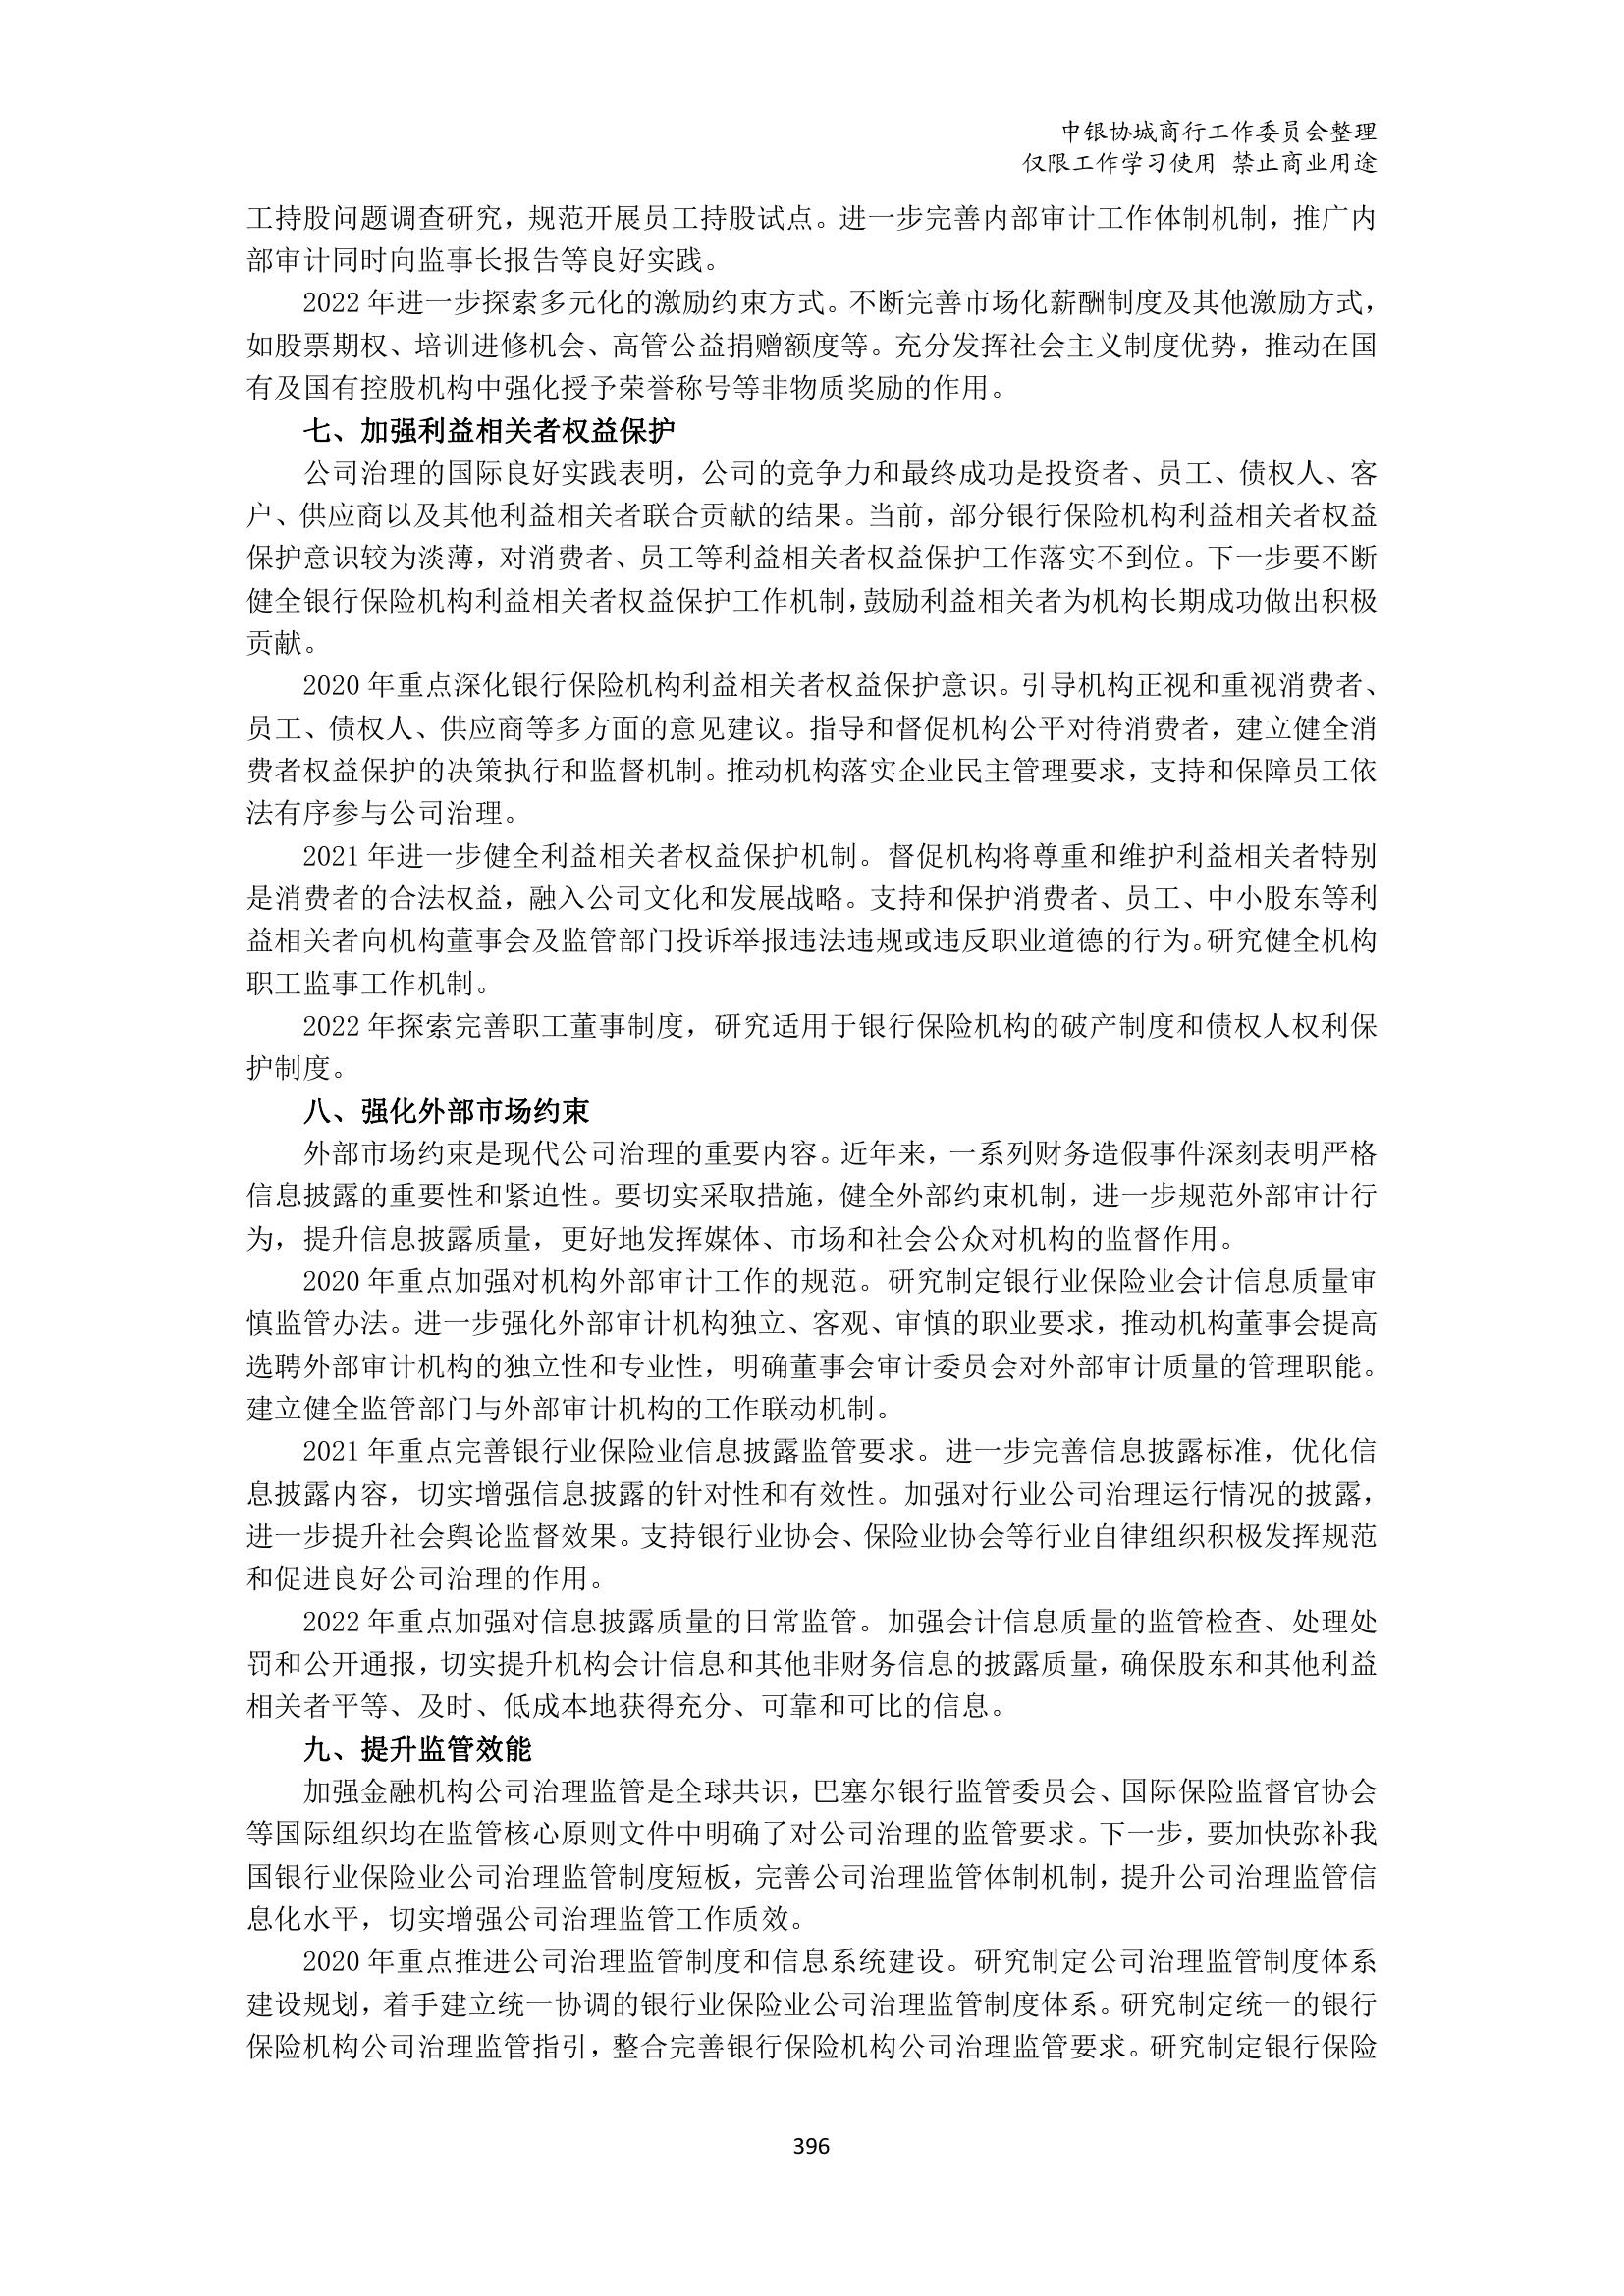 中银协城商行工作委员会整理
仅限工作学习使用 禁止商业用途
工持股问题调查研究，规范开展员工持股试点。进一步完善内部审计工作体制机制，推广内
部审计同时向监事长报告等良好实践。
2022 年进一步探索多元化的激励约束方式。不断完善市场化薪酬制度及其他激励方式，
如股票期权、培训进修机会、高管公益捐赠额度等。充分发挥社会主义制度优势，推动在国
有及国有控股机构中强化授予荣誉称号等非物质奖励的作用。
七、加强利益相关者权益保护
公司治理的国际良好实践表明，公司的竞争力和最终成功是投资者、员工、债权人、客
户、供应商以及其他利益相关者联合贡献的结果。当前，部分银行保险机构利益相关者权益
保护意识较为淡薄，对消费者、员工等利益相关者权益保护工作落实不到位。下一步要不断
健全银行保险机构利益相关者权益保护工作机制，鼓励利益相关者为机构长期成功做出积极
贡献。
2020 年重点深化银行保险机构利益相关者权益保护意识。引导机构正视和重视消费者、
员工、债权人、供应商等多方面的意见建议。指导和督促机构公平对待消费者，建立健全消
费者权益保护的决策执行和监督机制。推动机构落实企业民主管理要求，支持和保障员工依
法有序参与公司治理。
2021 年进一步健全利益相关者权益保护机制。督促机构将尊重和维护利益相关者特别
是消费者的合法权益，融入公司文化和发展战略。支持和保护消费者、员工、中小股东等利
益相关者向机构董事会及监管部门投诉举报违法违规或违反职业道德的行为。研究健全机构
职工监事工作机制。
2022 年探索完善职工董事制度，研究适用于银行保险机构的破产制度和债权人权利保
护制度。
八、强化外部市场约束
外部市场约束是现代公司治理的重要内容。近年来，一系列财务造假事件深刻表明严格
信息披露的重要性和紧迫性。要切实采取措施，健全外部约束机制，进一步规范外部审计行
为，提升信息披露质量，更好地发挥媒体、市场和社会公众对机构的监督作用。
2020 年重点加强对机构外部审计工作的规范。研究制定银行业保险业会计信息质量审
慎监管办法。进一步强化外部审计机构独立、客观、审慎的职业要求，推动机构董事会提高
选聘外部审计机构的独立性和专业性，明确董事会审计委员会对外部审计质量的管理职能。
建立健全监管部门与外部审计机构的工作联动机制。
2021 年重点完善银行业保险业信息披露监管要求。进一步完善信息披露标准，优化信
息披露内容，切实增强信息披露的针对性和有效性。加强对行业公司治理运行情况的披露，
进一步提升社会舆论监督效果。支持银行业协会、保险业协会等行业自律组织积极发挥规范
和促进良好公司治理的作用。
2022 年重点加强对信息披露质量的日常监管。加强会计信息质量的监管检查、处理处
罚和公开通报，切实提升机构会计信息和其他非财务信息的披露质量，确保股东和其他利益
相关者平等、及时、低成本地获得充分、可靠和可比的信息。
九、提升监管效能
加强金融机构公司治理监管是全球共识，巴塞尔银行监管委员会、国际保险监督官协会
等国际组织均在监管核心原则文件中明确了对公司治理的监管要求。下一步，要加快弥补我
国银行业保险业公司治理监管制度短板，完善公司治理监管体制机制，提升公司治理监管信
息化水平，切实增强公司治理监管工作质效。
2020 年重点推进公司治理监管制度和信息系统建设。研究制定公司治理监管制度体系
建设规划，着手建立统一协调的银行业保险业公司治理监管制度体系。研究制定统一的银行
保险机构公司治理监管指引，整合完善银行保险机构公司治理监管要求。研究制定银行保险
396